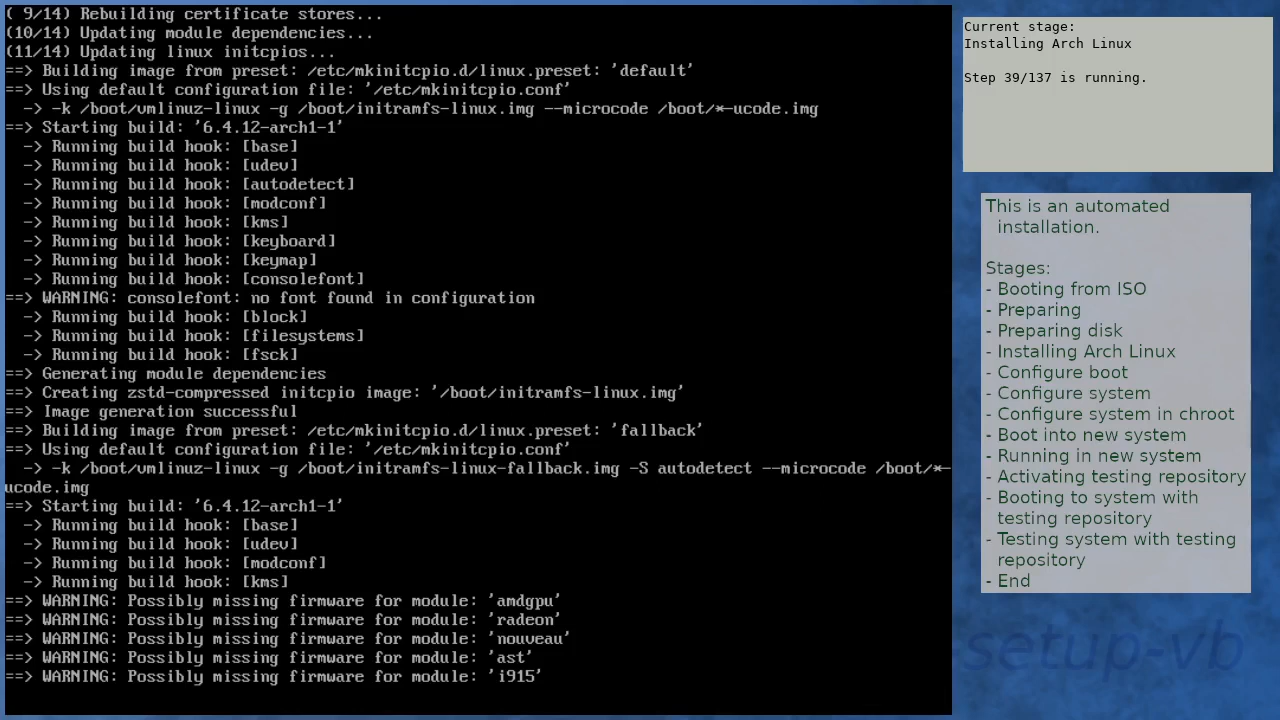 ( 9/14) Rebuilding certificate stores...
(10/14) Updating module dependencies...
(11/14) Updating linux initcpios...
==> Building image from preset: /etc/mkinitcpio.d/linux.preset: 'default'
==> Using default configuration file: '/etc/mkinitcpio.conf'
  -> -k /boot/vmlinuz-linux -g /boot/initramfs-linux.img --microcode /boot/*-ucode.img
==> Starting build: '6.4.12-arch1-1'
  -> Running build hook: [base]
  -> Running build hook: [udev]
  -> Running build hook: [autodetect]
  -> Running build hook: [modconf]
  -> Running build hook: [kms]
  -> Running build hook: [keyboard]
  -> Running build hook: [keymap]
  -> Running build hook: [consolefont]
==> WARNING: consolefont: no font found in configuration
  -> Running build hook: [block]
  -> Running build hook: [filesystems]
  -> Running build hook: [fsck]
==> Generating module dependencies
==> Creating zstd-compressed initcpio image: '/boot/initramfs-linux.img'
==> Image generation successful
==> Building image from preset: /etc/mkinitcpio.d/linux.preset: 'fallback'
==> Using default configuration file: '/etc/mkinitcpio.conf'
  -> -k /boot/vmlinuz-linux -g /boot/initramfs-linux-fallback.img -S autodetect --microcode /boot/*-
ucode.img
==> Starting build: '6.4.12-arch1-1'
  -> Running build hook: [base]
  -> Running build hook: [udev]
  -> Running build hook: [modconf]
  -> Running build hook: [kms]
==> WARNING: Possibly missing firmware for module: 'amdgpu'
==> WARNING: Possibly missing firmware for module: 'radeon'
==> WARNING: Possibly missing firmware for module: 'nouveau'
==> WARNING: Possibly missing firmware for module: 'ast'
==> WARNING: Possibly missing firmware for module: 'i915'
Current stage:
Installing Arch Linux
Step 39/137 is running.
This is an automated
installation.
Stages:
- Booting from ISO
- Preparing
- Preparing disk
- Installing Arch Linux
- Configure boot
- Configure system
- Configure system in chroot
- Boot into new system
- Running in new system
- Activating testing repository
- Booting to system with
testing repository
- Testing system with testing
repository
- End
-setup-vb